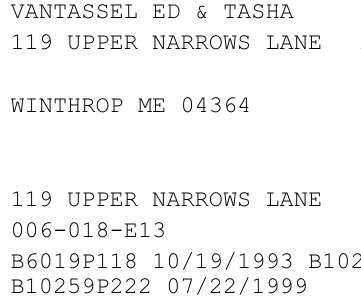 VANTASSEL ED & TASHA
119 UPPER NARROWS LANE
WINTHROP ME 04364
119 UPPER NARROWS LANE
006-018-E13
B6019P118 10/19/1993 B102
B10259P222 07/22/1999